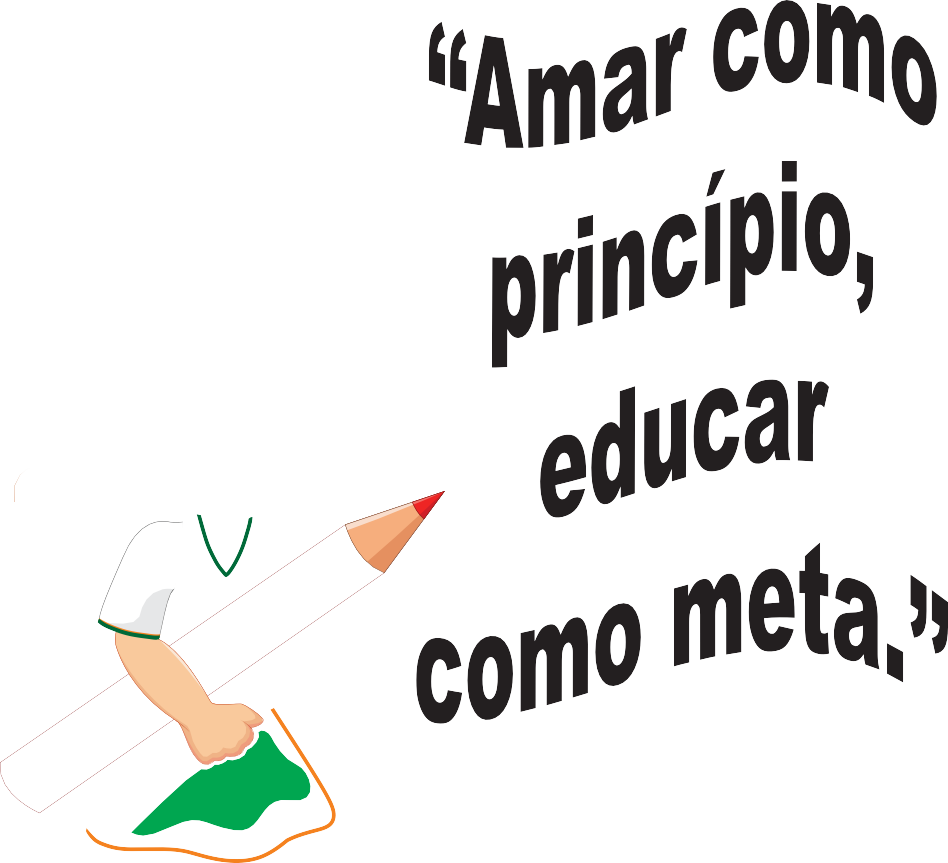 “Amar como
princípio,
educar
como meta.”